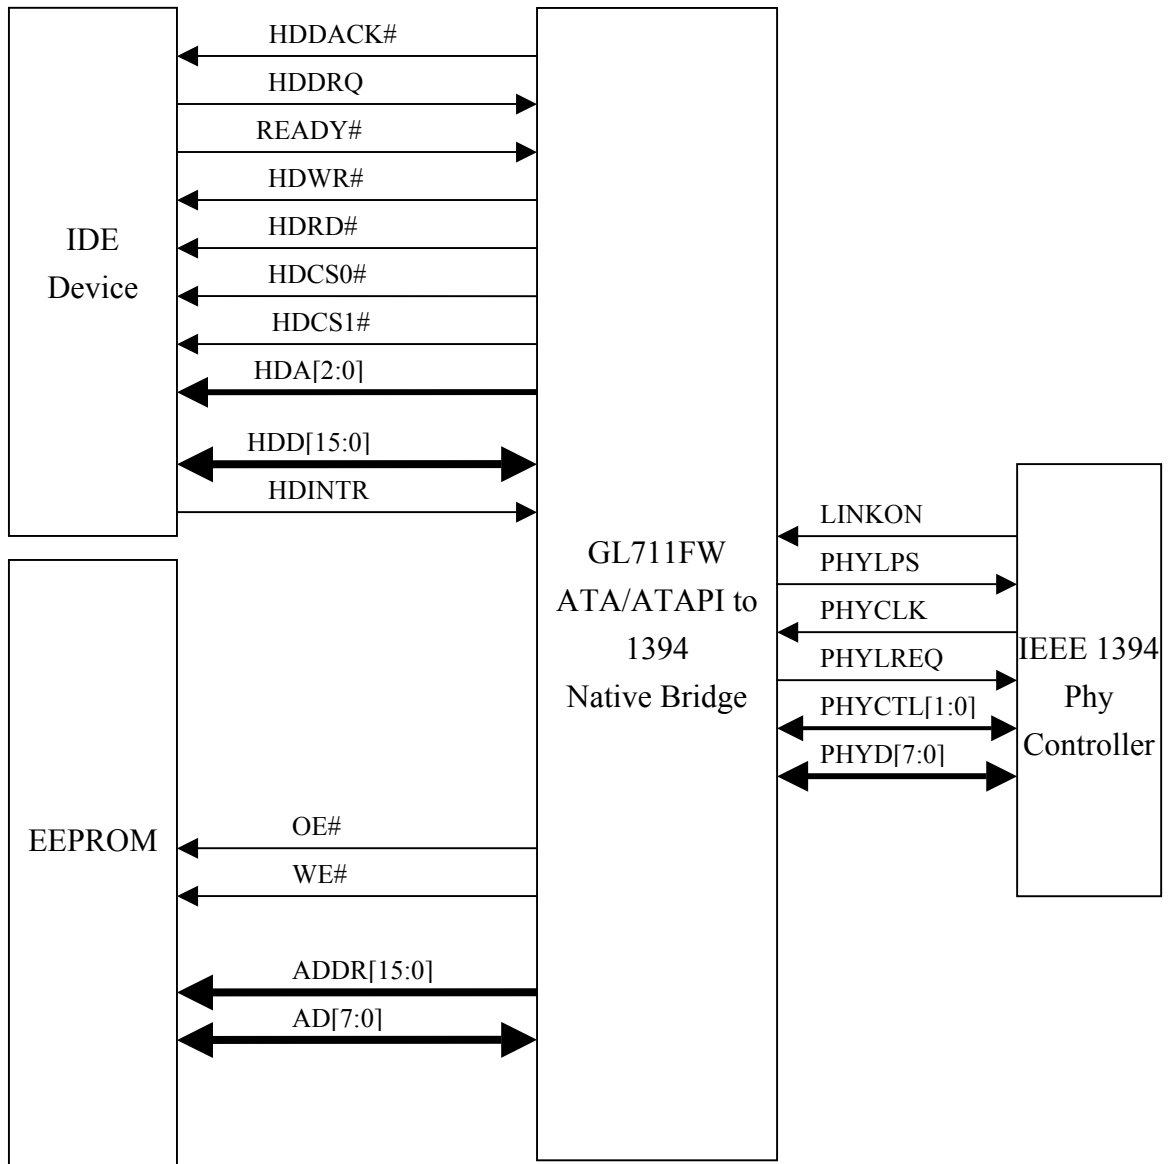 HDDACK#
HDDRQ
READY#
HDWR#
HDRD#
HDCS0#
HDCS1#
HDA[2:0]
HDD[15:0]
HDINTR
IDE
Device
GL711FW
ATA/ATAPI to
1394
Native Bridge
LINKON
PHYLPS
PHYCLK
PHYLREQ
PHYCTL[1:0]
PHYD[7:0]
IEEE 1394
Phy
Controller
EEPROM
OE#
WE#
ADDR[15:0]
AD[7:0]